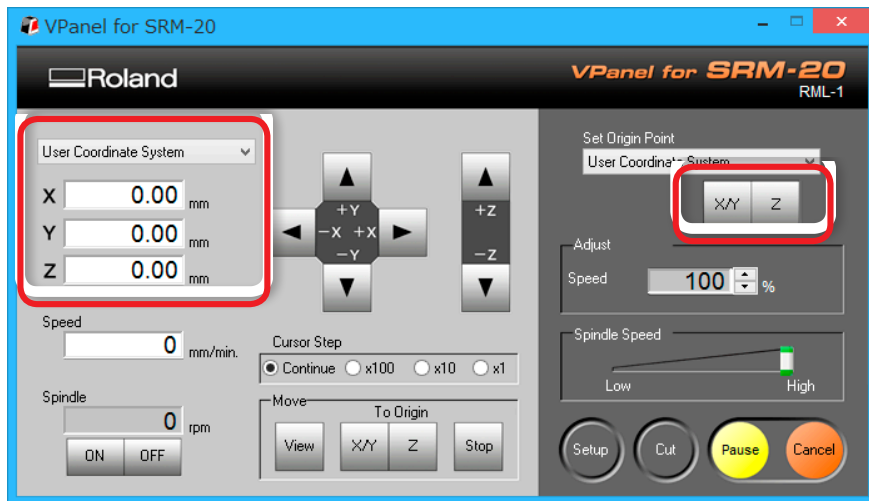 VPanel for SRM-20
Roland
VPanel for SRM-20
RML-1
User Coordinate System
X 0.00 mm
Y 0.00 mm
Z 0.00 mm
+Y
-X +X
-Y
+Z
-Z
Speed
0 mm/min.
Spindle
0 rpm
ON OFF
Cursor Step
Continue x100 x10 x1
Move
To Origin
View X/Y Z Stop
Set Origin Point
User Coordinate System
X/Y Z
Adjust
Speed 100 %
Spindle Speed
Low High
Setup Cut Pause Cancel